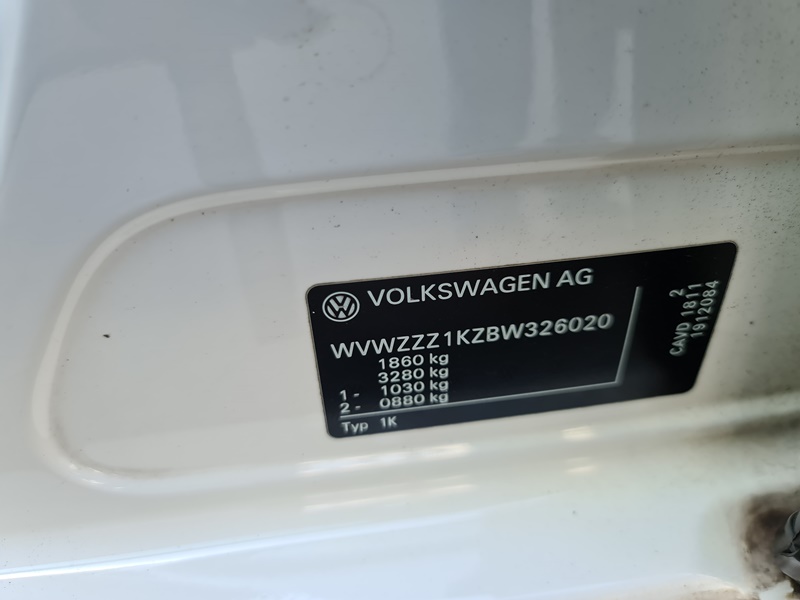 VOLKSWAGEN AG
WVWZZZ1KZBW326020
1860 kg
3280 kg
1 - 1030 kg
2 - 0880 kg
Typ 1K
2
CAVD 1811
1912084